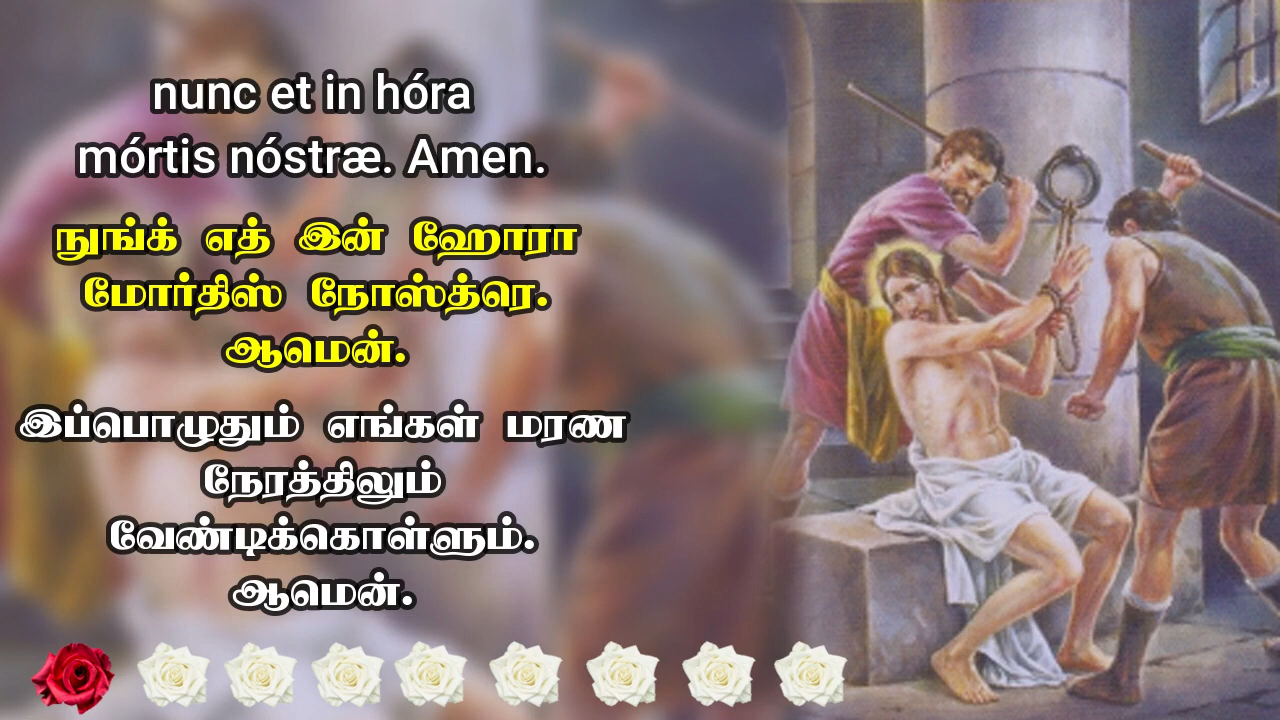 nunc et in hóra
mórtis nóstræ. Amen.
நுங்க் எத் இன் ஹோரா
மோர்திஸ் நோஸ்த்ரெ.
ஆமென்.
இப்பொழுதும் எங்கள் மரண
நேரத்திலும்
வேண்டிக்கொள்ளும்.
ஆமென்.